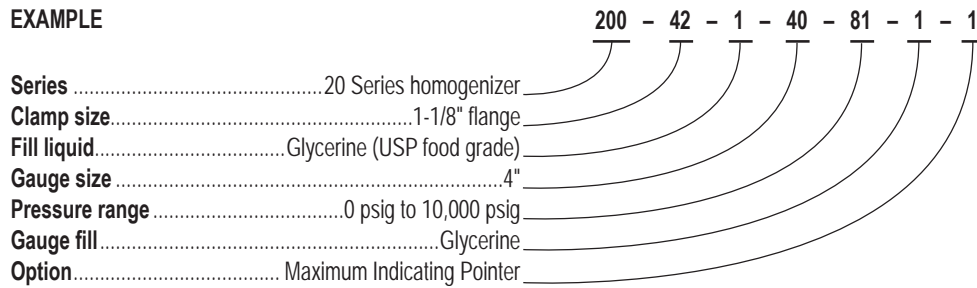 EXAMPLE 200 – 42 – 1 – 40 – 81 – 1 – 1
Series ..................................................20 Series homogenizer
Clamp size.............................................................1-1/8" flange
Fill liquid......................................Glycerine (USP food grade)
Gauge size ...............................................................................4"
Pressure range ......................................0 psig to 10,000 psig
Gauge fill....................................................................Glycerine
Option......................................... Maximum Indicating Pointer